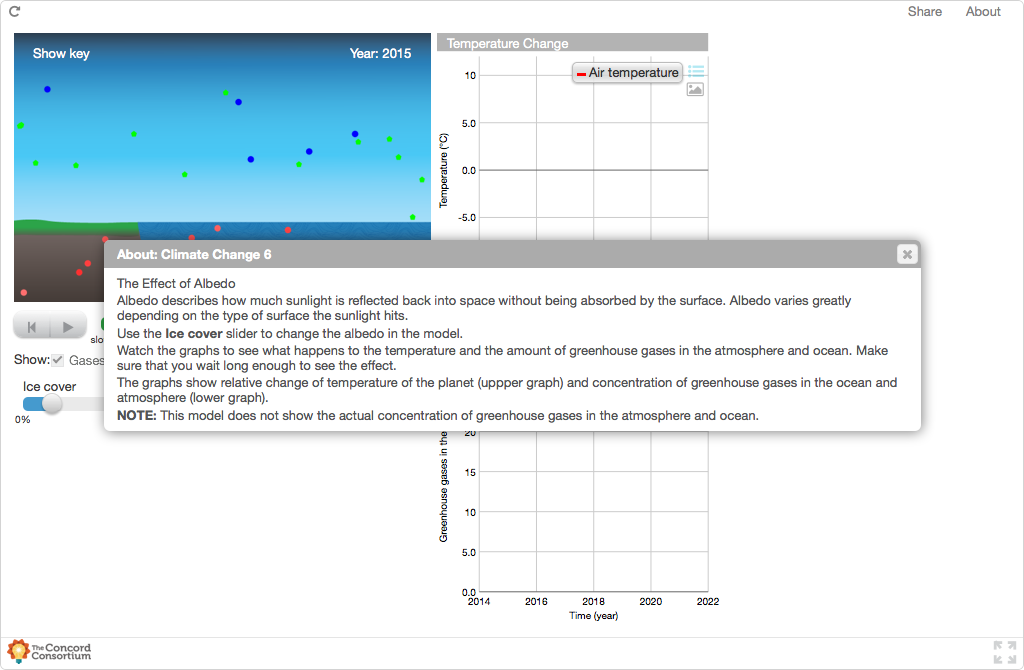 Share About
Show key
Year: 2015
Temperature Change
Air temperature
10
5.0
0.0
-5.0
Temperature (°C)
About: Climate Change 6
The Effect of Albedo
Albedo describes how much sunlight is reflected back into space without being absorbed by the surface. Albedo varies greatly
depending on the type of surface the sunlight hits.
Use the Ice cover slider to change the albedo in the model.
Watch the graphs to see what happens to the temperature and the amount of greenhouse gases in the atmosphere and ocean. Make
sure that you wait long enough to see the effect.
The graphs show relative change of temperature of the planet (uppper graph) and concentration of greenhouse gases in the ocean and
atmosphere (lower graph).
NOTE: This model does not show the actual concentration of greenhouse gases in the atmosphere and ocean.
Show: Gases
Ice cover
0%
20
15
10
5.0
0.0
Greenhouse gases in the
2014 2016 2018 2020 2022
Time (year)
The Concord
Consortium